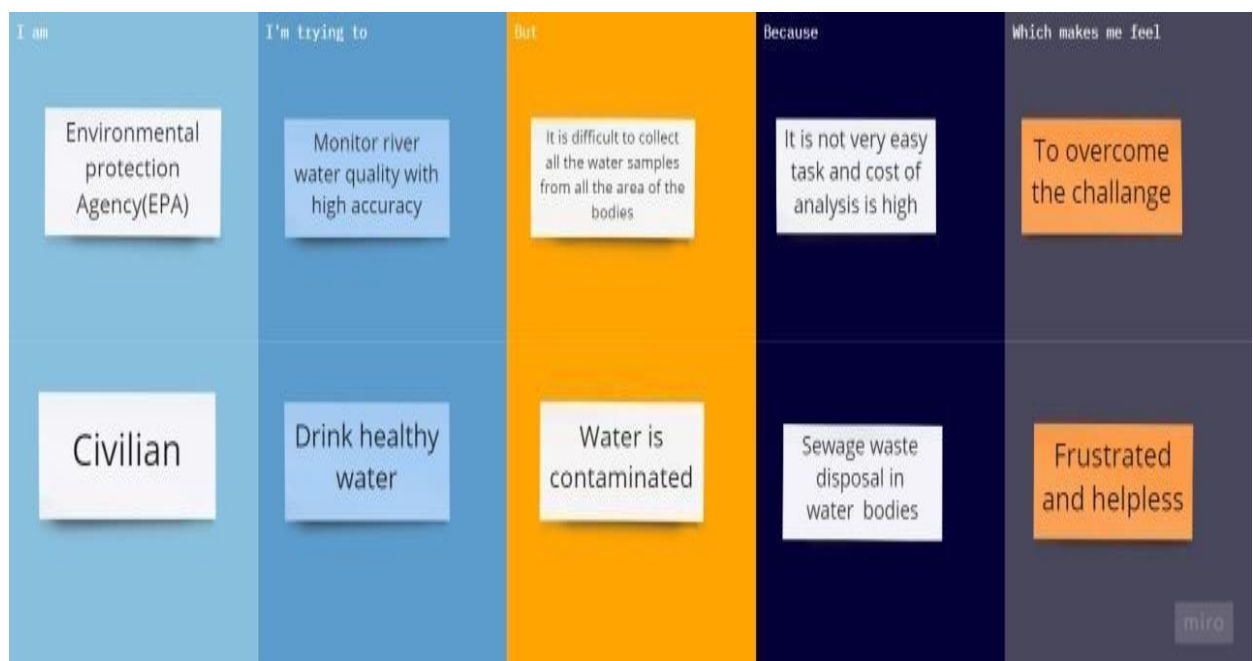 I am
I'm trying to
But
Because
Which makes me feel
Environmental
protection
Agency(EPA)
Monitor river
water quality with
high accuracy
It is difficult to collect
all the water samples
from all the area of the
bodies
It is not very easy
task and cost of
analysis is high
To overcome
the challange
Civilian
Drink healthy
water
Water is
contaminated
Sewage waste
disposal in
water bodies
Frustrated
and helpless
miro